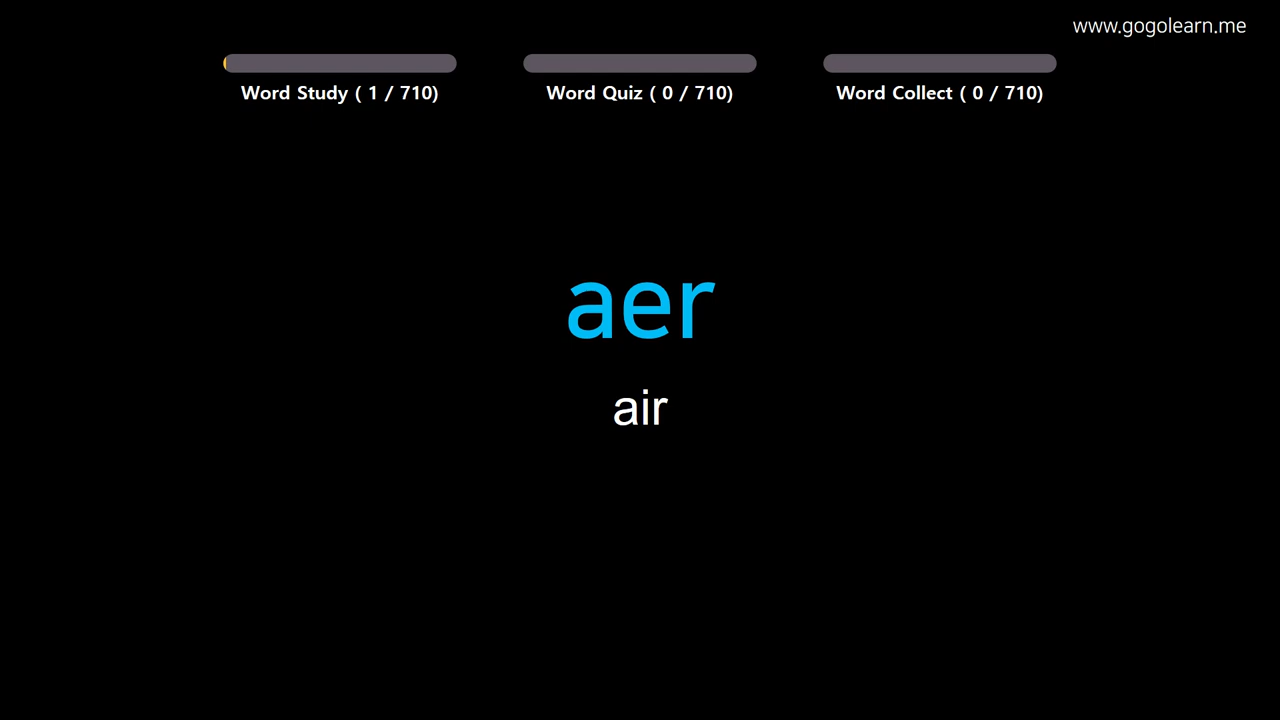 www.gogolearn.me
Word Study ( 1 / 710)
Word Quiz ( 0 / 710)
Word Collect ( 0 / 710)
aer
air